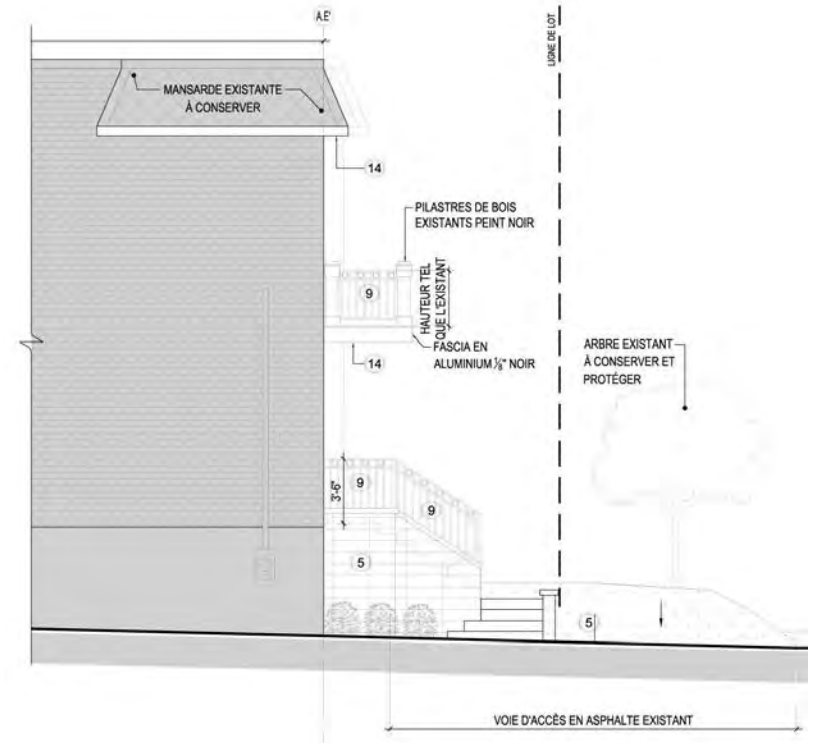 A.E'
LIGNE DE LOT
MANSARDE EXISTANTE
À CONSERVER
14
PILASTRES DE BOIS
EXISTANTS PEINT NOIR
9
HAUTEUR TEL
QUE L'EXISTANT
FASCIA EN
ALUMINIUM ⅛" NOIR
14
ARBRE EXISTANT
À CONSERVER ET
PROTÉGER
3'-6"
9
9
5
5
VOIE D'ACCÈS EN ASPHALTE EXISTANT